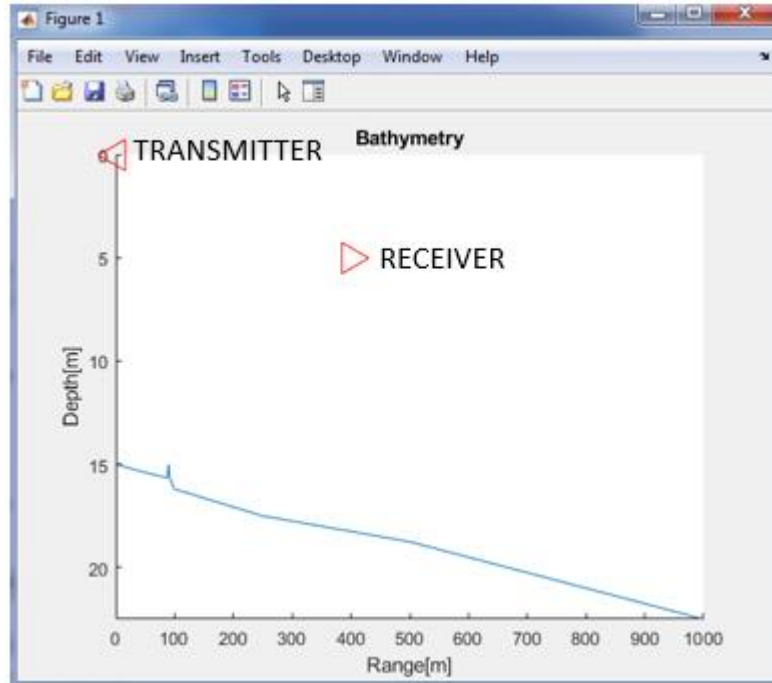 Figure 1
File Edit View Insert Tools Desktop Window Help
Bathymetry
TRANSMITTER
RECEIVER
Depth[m]
0
5
10
15
20
0 100 200 300 400 500 600 700 800 900 1000
Range[m]